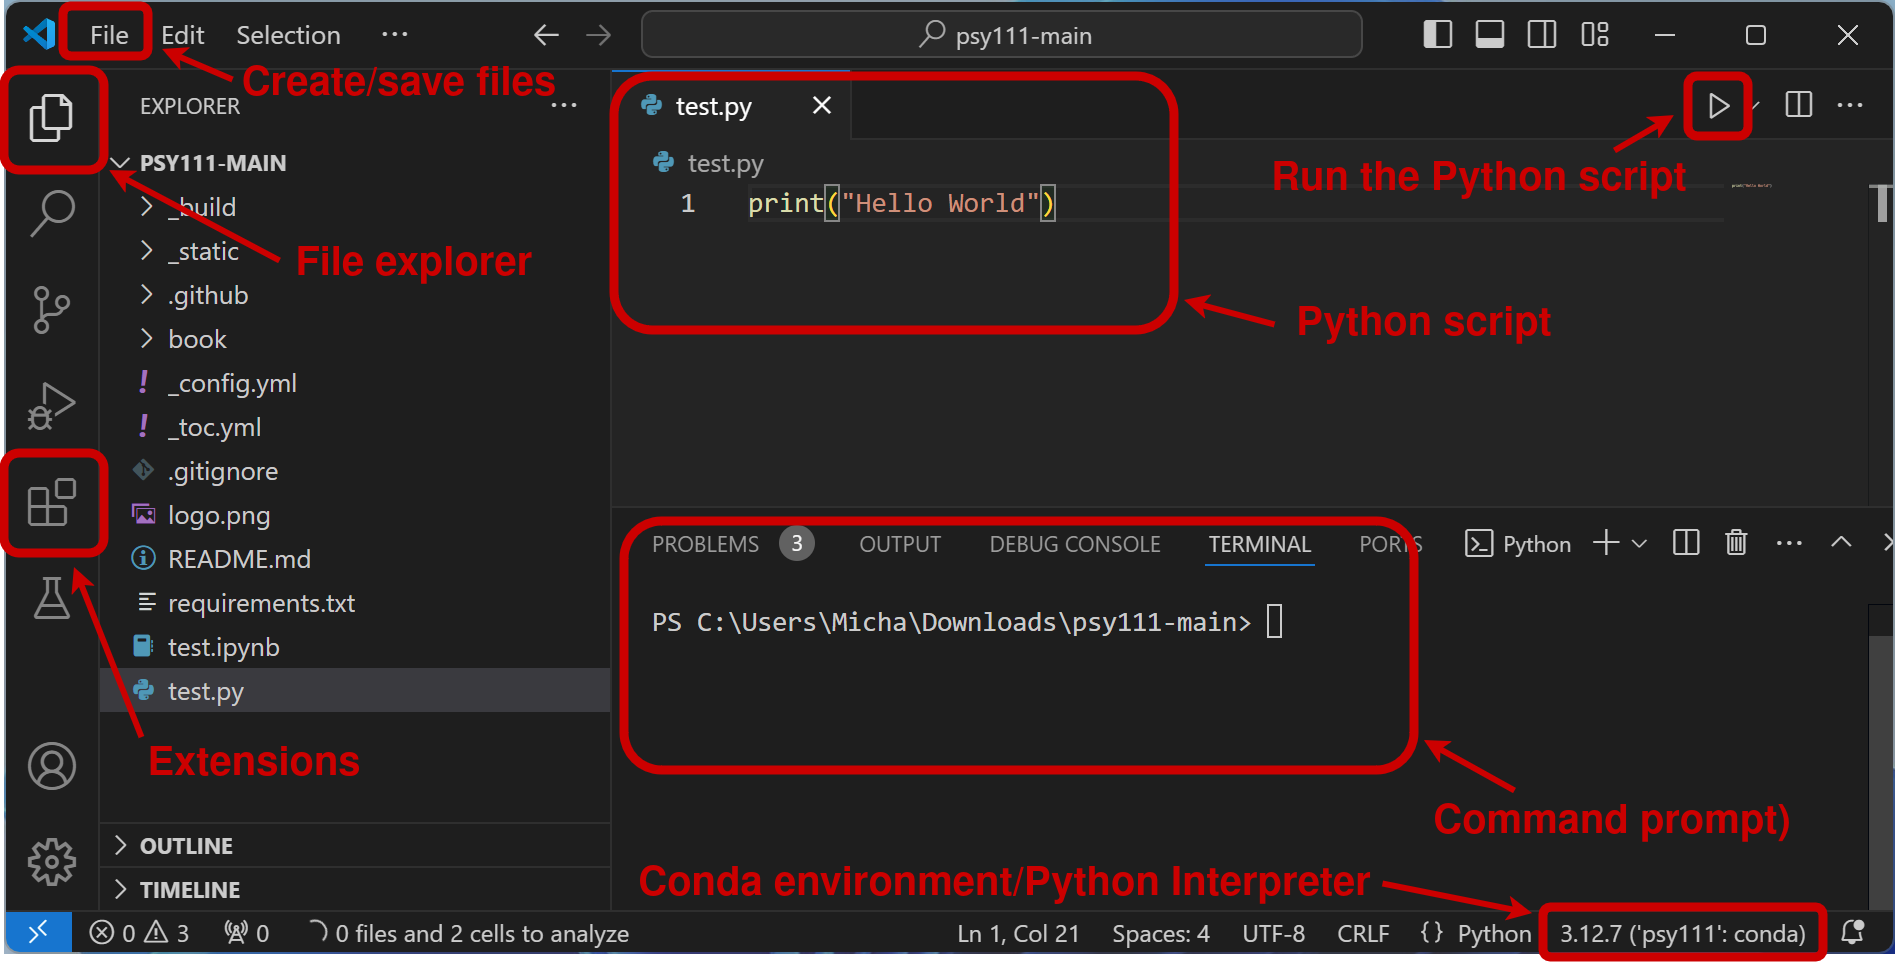 File Edit Selection ··· psy111-main
Create/save files
EXPLORER ···
PSY111-MAIN
_build
_static
File explorer
.github
book
_config.yml
_toc.yml
.gitignore
logo.png
README.md
requirements.txt
test.ipynb
test.py
Extensions
OUTLINE
TIMELINE
test.py
test.py
1 print("Hello World")
Run the Python script
print("Hello World")
Python script
PROBLEMS 3 OUTPUT DEBUG CONSOLE TERMINAL PORTS Python
PS C:\Users\Micha\Downloads\psy111-main>
Command prompt)
Conda environment/Python Interpreter
0 3 0 0 files and 2 cells to analyze Ln 1, Col 21 Spaces: 4 UTF-8 CRLF {} Python 3.12.7 ('psy111': conda)